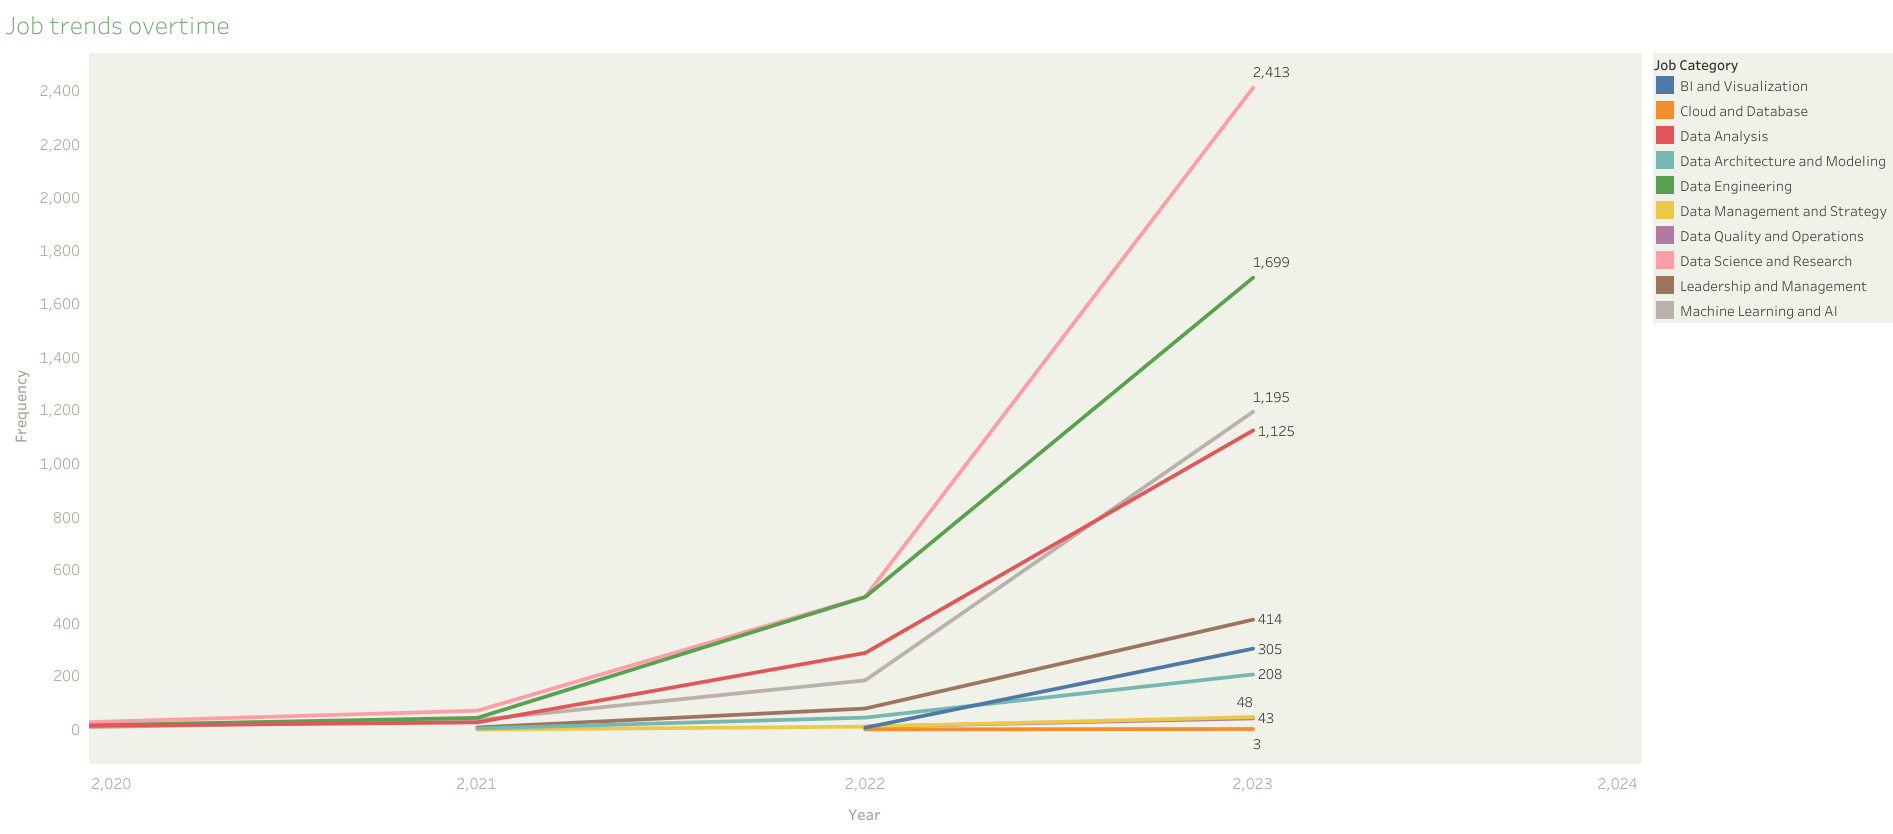 Job trends overtime
2,413
2,400
2,200
2,000
1,800
1,600
1,400
1,200
1,000
800
600
400
200
0
Frequency
1,699
1,195
1,125
414
305
208
48
43
3
2,020
2,021
2,022
2,023
2,024
Year
Job Category
BI and Visualization
Cloud and Database
Data Analysis
Data Architecture and Modeling
Data Engineering
Data Management and Strategy
Data Quality and Operations
Data Science and Research
Leadership and Management
Machine Learning and AI